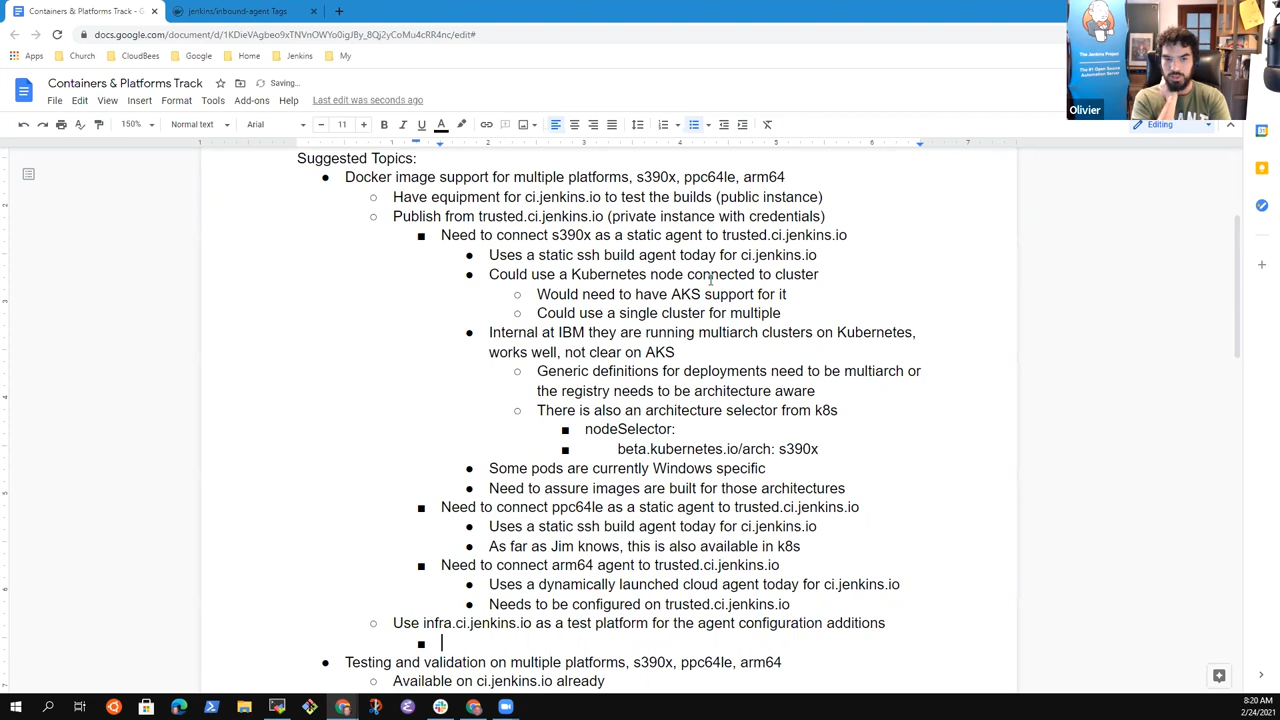 Containers & Platforms Track -
jenkins/inbound-agent Tags
docs.google.com/document/d/1KDieVAgbeo9xTNVnOWYo0igJ8y_8Qj2yCoMu4cRR4nc/edit#
Apps Church CloudBees Google Home Jenkins My
Containers & Platforms Track Saving...
File Edit View Insert Format Tools Add-ons Help Last edit was seconds ago
150% Normal text Arial 11 Editing
The Jenkins Project
The #1 Open Source
Automation Server
Olivier
Suggested Topics:
● Docker image support for multiple platforms, s390x, ppc64le, arm64
○ Have equipment for ci.jenkins.io to test the builds (public instance)
○ Publish from trusted.ci.jenkins.io (private instance with credentials)
■ Need to connect s390x as a static agent to trusted.ci.jenkins.io
● Uses a static ssh build agent today for ci.jenkins.io
● Could use a Kubernetes node connected to cluster
○ Would need to have AKS support for it
○ Could use a single cluster for multiple
● Internal at IBM they are running multiarch clusters on Kubernetes,
works well, not clear on AKS
○ Generic definitions for deployments need to be multiarch or
the registry needs to be architecture aware
○ There is also an architecture selector from k8s
■ nodeSelector:
■ beta.kubernetes.io/arch: s390x
● Some pods are currently Windows specific
● Need to assure images are built for those architectures
■ Need to connect ppc64le as a static agent to trusted.ci.jenkins.io
● Uses a static ssh build agent today for ci.jenkins.io
● As far as Jim knows, this is also available in k8s
■ Need to connect arm64 agent to trusted.ci.jenkins.io
● Uses a dynamically launched cloud agent today for ci.jenkins.io
● Needs to be configured on trusted.ci.jenkins.io
○ Use infra.ci.jenkins.io as a test platform for the agent configuration additions
■
● Testing and validation on multiple platforms, s390x, ppc64le, arm64
○ Available on ci.jenkins.io already
8:20 AM
2/24/2021